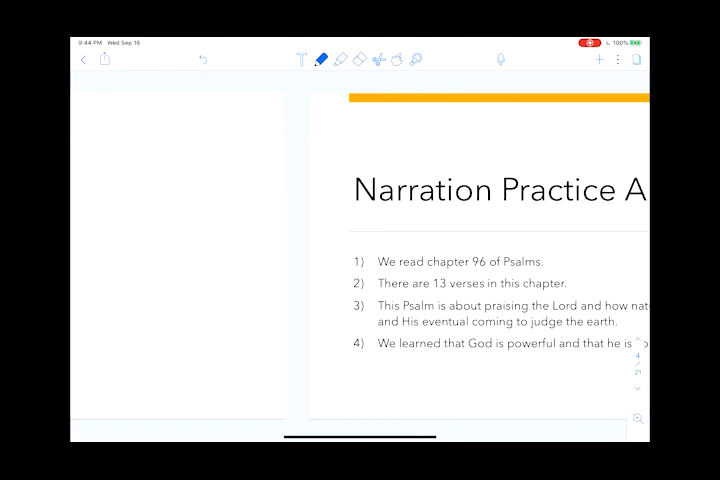 9:44 PM Wed Sep 16
100%
T
Narration Practice A
1) We read chapter 96 of Psalms.
2) There are 13 verses in this chapter.
3) This Psalm is about praising the Lord and how nat
and His eventual coming to judge the earth.
4) We learned that God is powerful and that he is
4
/
21